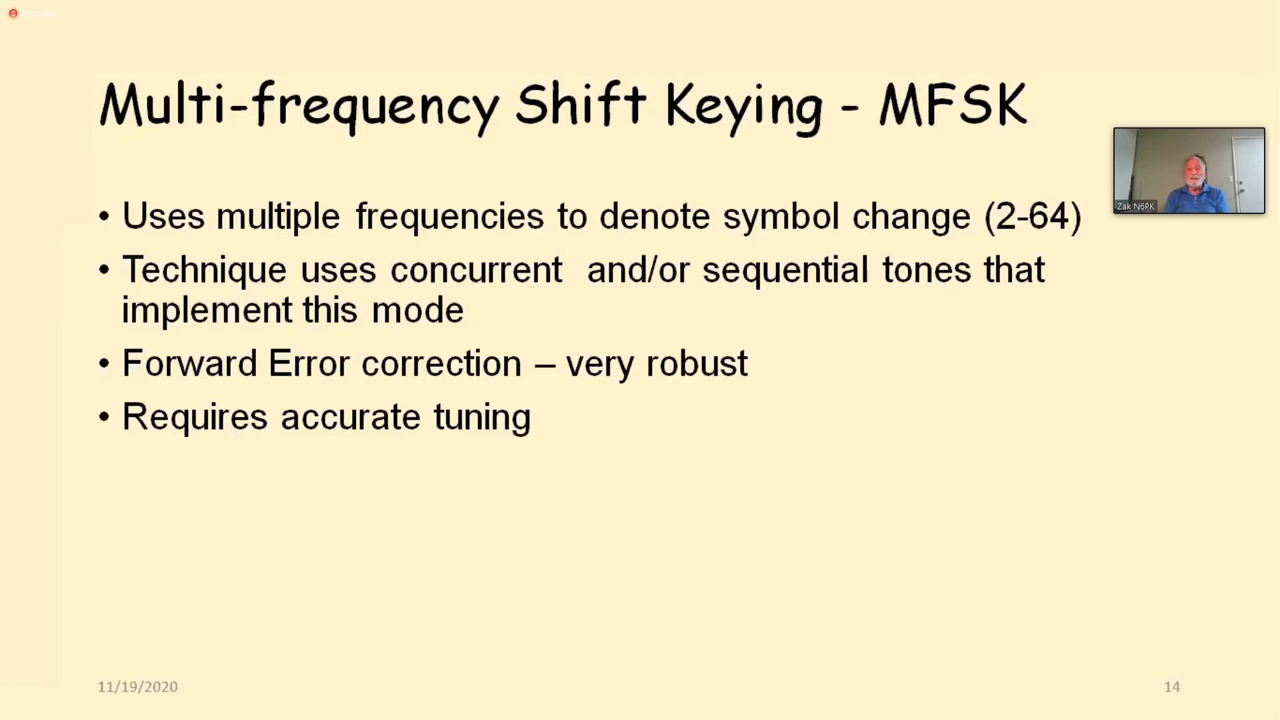 Multi-frequency Shift Keying - MFSK
Zak N6PK
• Uses multiple frequencies to denote symbol change (2-64)
• Technique uses concurrent and/or sequential tones that
implement this mode
• Forward Error correction – very robust
• Requires accurate tuning
11/19/2020
14